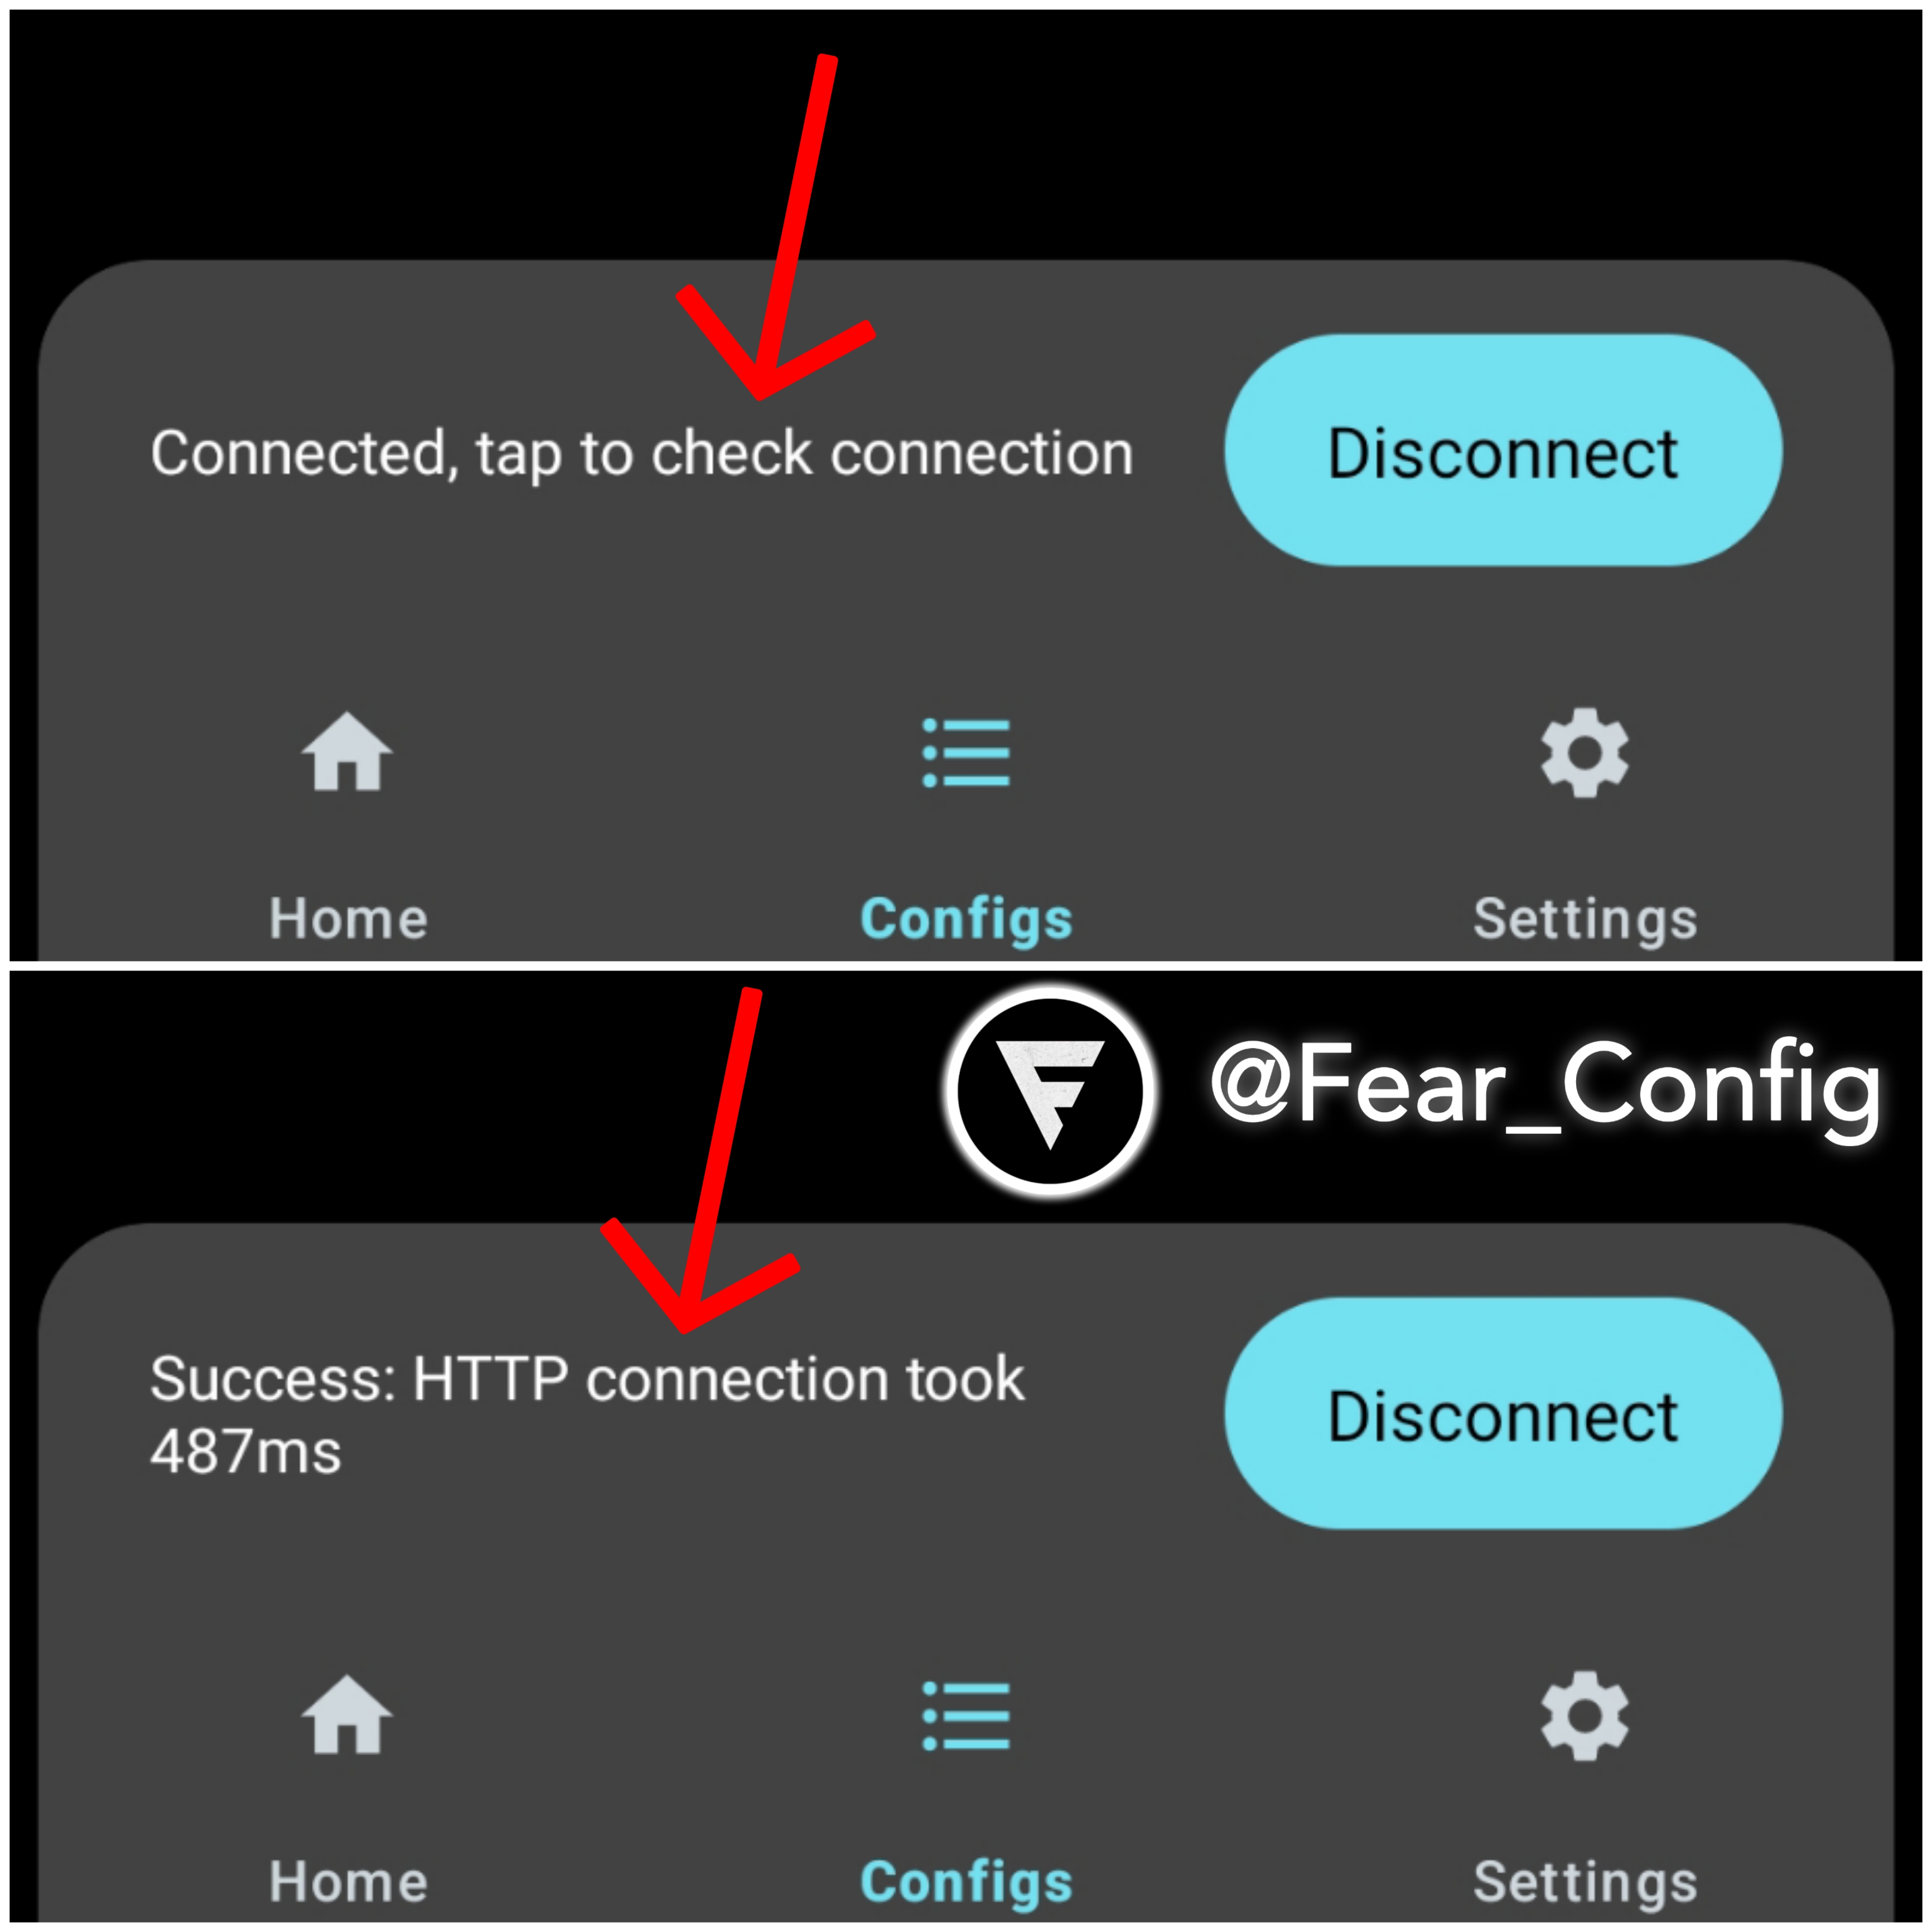 Connected, tap to check connection
Disconnect
Home
Configs
Settings
@Fear_Config
Success: HTTP connection took
487ms
Disconnect
Home
Configs
Settings